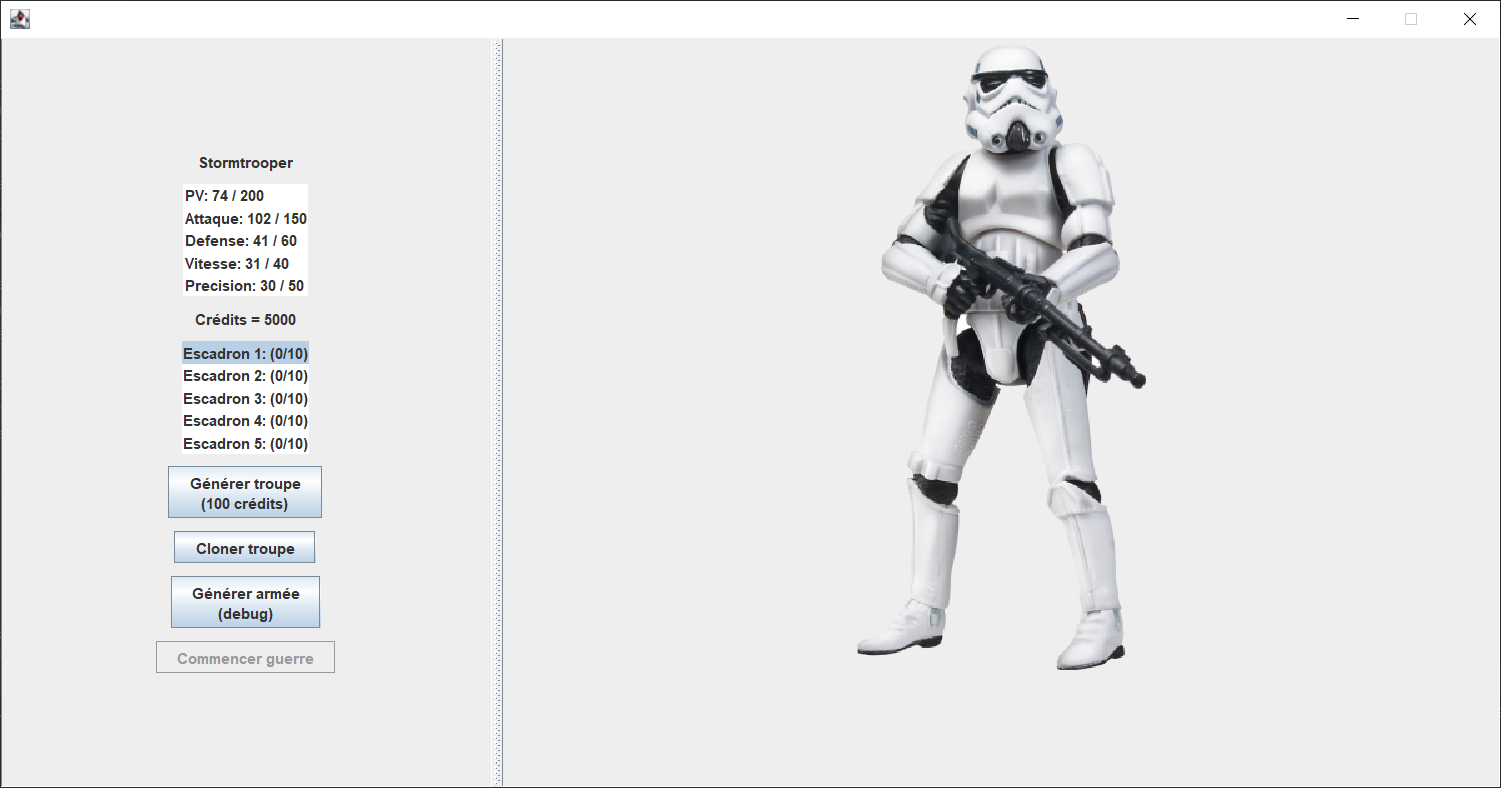 Stormtrooper
PV: 74 / 200
Attaque: 102 / 150
Defense: 41 / 60
Vitesse: 31 / 40
Precision: 30 / 50
Crédits = 5000
Escadron 1: (0/10)
Escadron 2: (0/10)
Escadron 3: (0/10)
Escadron 4: (0/10)
Escadron 5: (0/10)
Générer troupe
(100 crédits)
Cloner troupe
Générer armée
(debug)
Commencer guerre